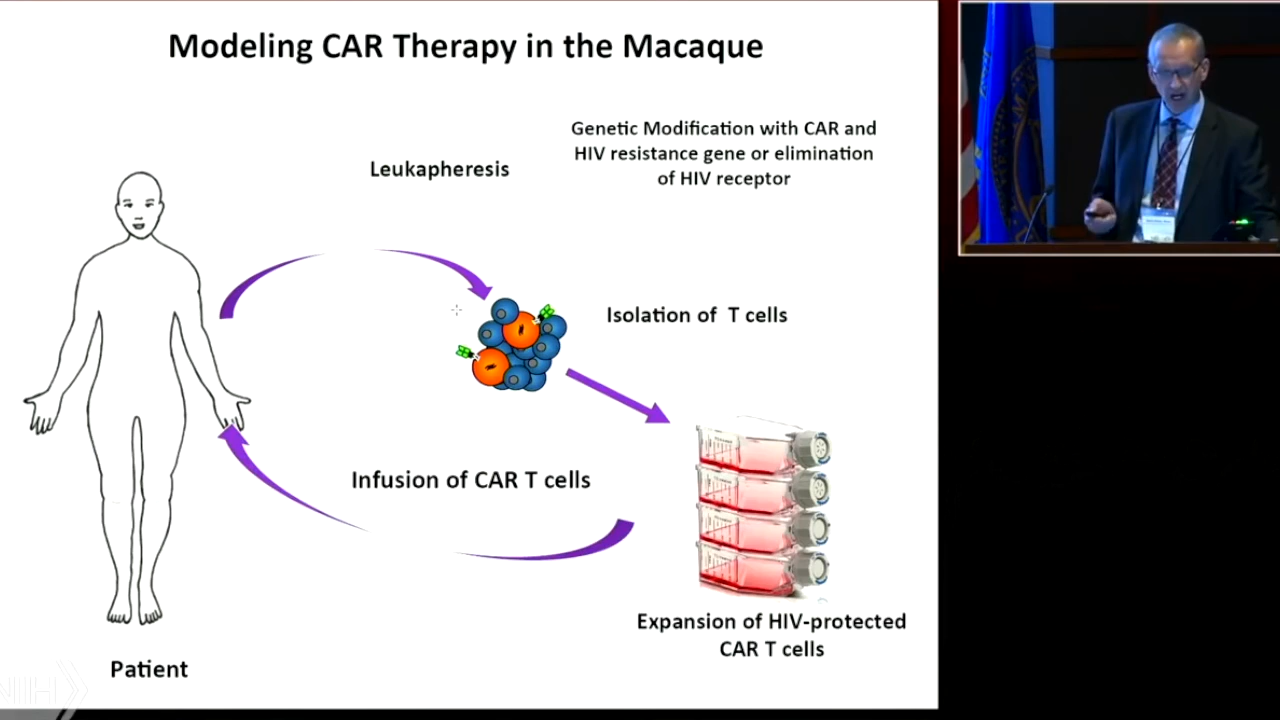 Modeling CAR Therapy in the Macaque
Leukapheresis
Genetic Modification with CAR and
HIV resistance gene or elimination
of HIV receptor
Isolation of T cells
Infusion of CAR T cells
Expansion of HIV-protected
CAR T cells
Patient
NIH